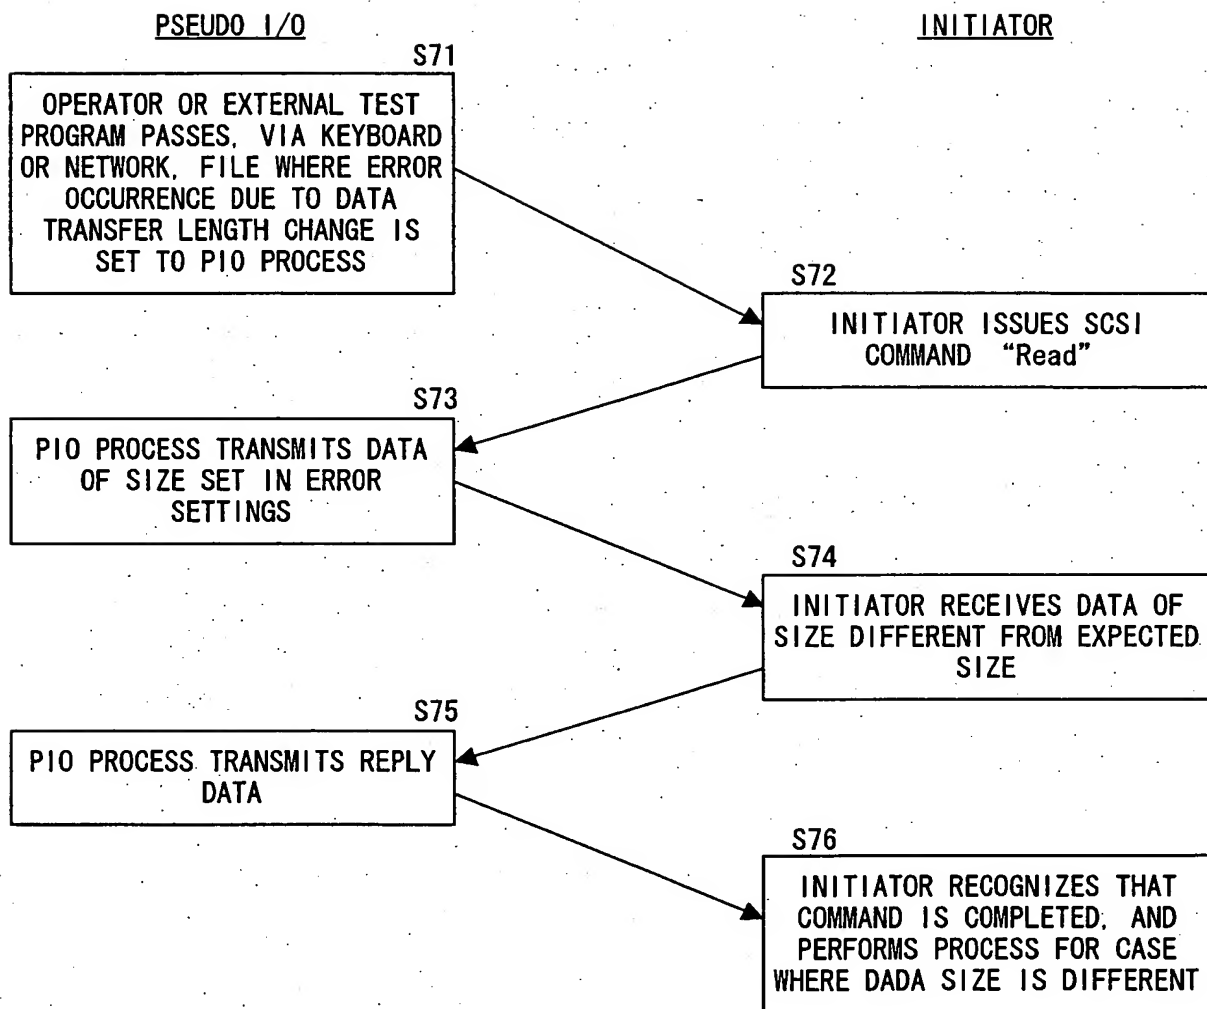 PSEUDO I/O
INITIATOR
S71
OPERATOR OR EXTERNAL TEST
PROGRAM PASSES, VIA KEYBOARD
OR NETWORK, FILE WHERE ERROR
OCCURRENCE DUE TO DATA
TRANSFER LENGTH CHANGE IS
SET TO PIO PROCESS
S72
INITIATOR ISSUES SCSI
COMMAND “Read”
S73
PIO PROCESS TRANSMITS DATA
OF SIZE SET IN ERROR
SETTINGS
S74
INITIATOR RECEIVES DATA OF
SIZE DIFFERENT FROM EXPECTED
SIZE
S75
PIO PROCESS TRANSMITS REPLY
DATA
S76
INITIATOR RECOGNIZES THAT
COMMAND IS COMPLETED, AND
PERFORMS PROCESS FOR CASE
WHERE DADA SIZE IS DIFFERENT